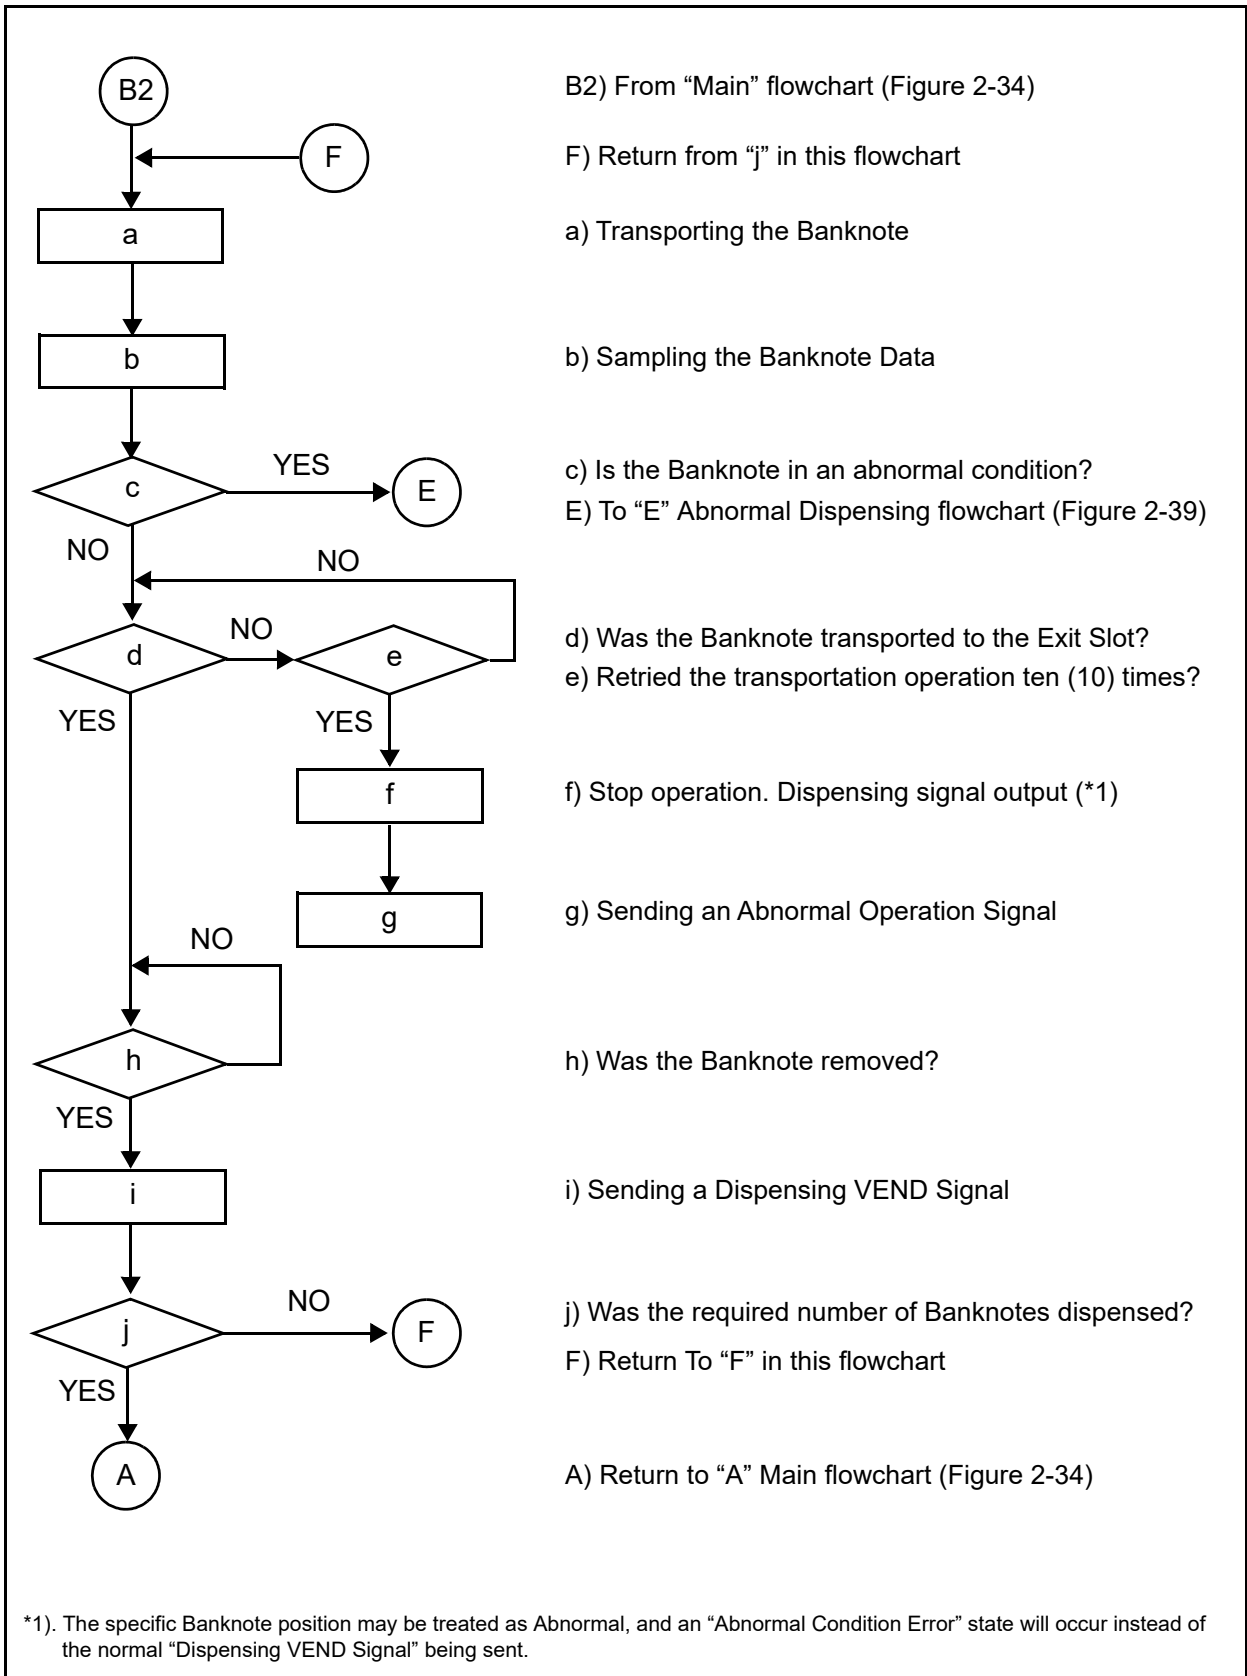 B2
B2) From “Main” flowchart (Figure 2-34)
F
F) Return from “j” in this flowchart
a
a) Transporting the Banknote
b
b) Sampling the Banknote Data
c
YES
E
c) Is the Banknote in an abnormal condition?
E) To “E” Abnormal Dispensing flowchart (Figure 2-39)
NO
NO
d
NO
e
d) Was the Banknote transported to the Exit Slot?
e) Retried the transportation operation ten (10) times?
YES
YES
f
f) Stop operation. Dispensing signal output (*1)
g
g) Sending an Abnormal Operation Signal
NO
h
h) Was the Banknote removed?
YES
i
i) Sending a Dispensing VEND Signal
j
NO
F
j) Was the required number of Banknotes dispensed?
F) Return To “F” in this flowchart
YES
A
A) Return to “A” Main flowchart (Figure 2-34)
*1). The specific Banknote position may be treated as Abnormal, and an “Abnormal Condition Error” state will occur instead of
the normal “Dispensing VEND Signal” being sent.